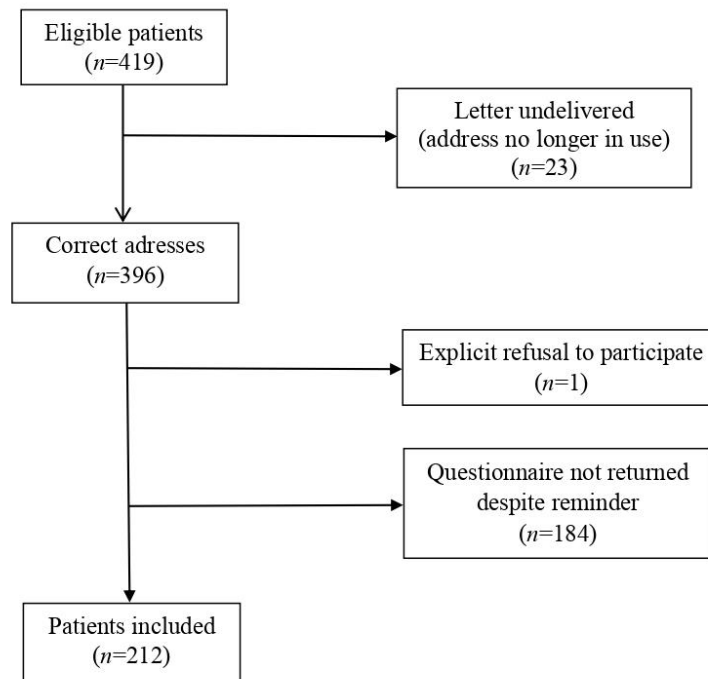 Eligible patients
(n=419)
Letter undelivered
(address no longer in use)
(n=23)
Correct adresses
(n=396)
Explicit refusal to participate
(n=1)
Questionnaire not returned
despite reminder
(n=184)
Patients included
(n=212)